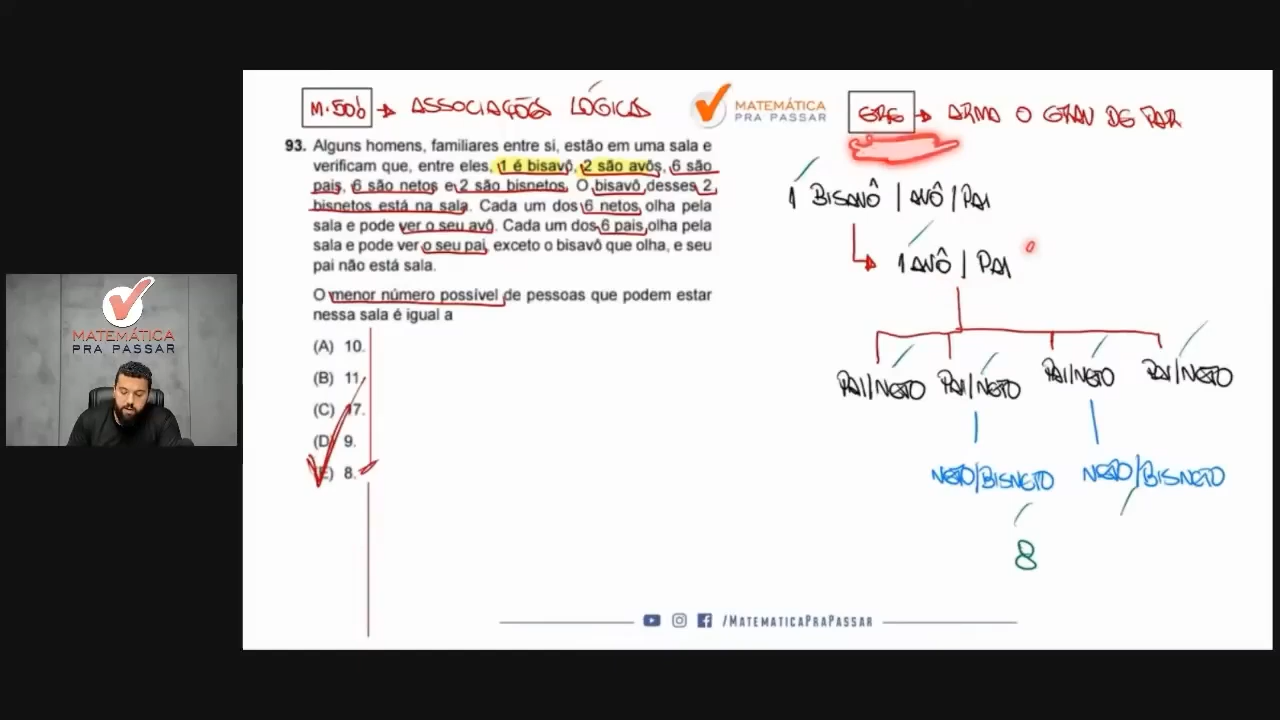 M.50b → ASSOCIAÇÕES LÓGICAS
MATEMÁTICA
PRA PASSAR
GRG → ARMA O GRAU DE PAR
93. Alguns homens, familiares entre si, estão em uma sala e
verificam que, entre eles, 1 é bisavô, 2 são avôs, 6 são
pais, 6 são netos e 2 são bisnetos. O bisavô desses 2
bisnetos está na sala. Cada um dos 6 netos olha pela
sala e pode ver o seu avô. Cada um dos 6 pais olha pela
sala e pode ver o seu pai, exceto o bisavô que olha, e seu
pai não está sala.
O menor número possível de pessoas que podem estar
nessa sala é igual a
(A) 10.
(B) 11.
(C) 17.
(D) 9.
(E) 8.
1 BISAVÔ | AVÔ | PAI
1 AVÔ | PAI
PAI/NETO PAI/NETO PAI/NETO PAI/NETO
NETO/BISNETO NETO/BISNETO
8
MATEMÁTICA
PRA PASSAR
/MATEMATICAPRAPASSAR